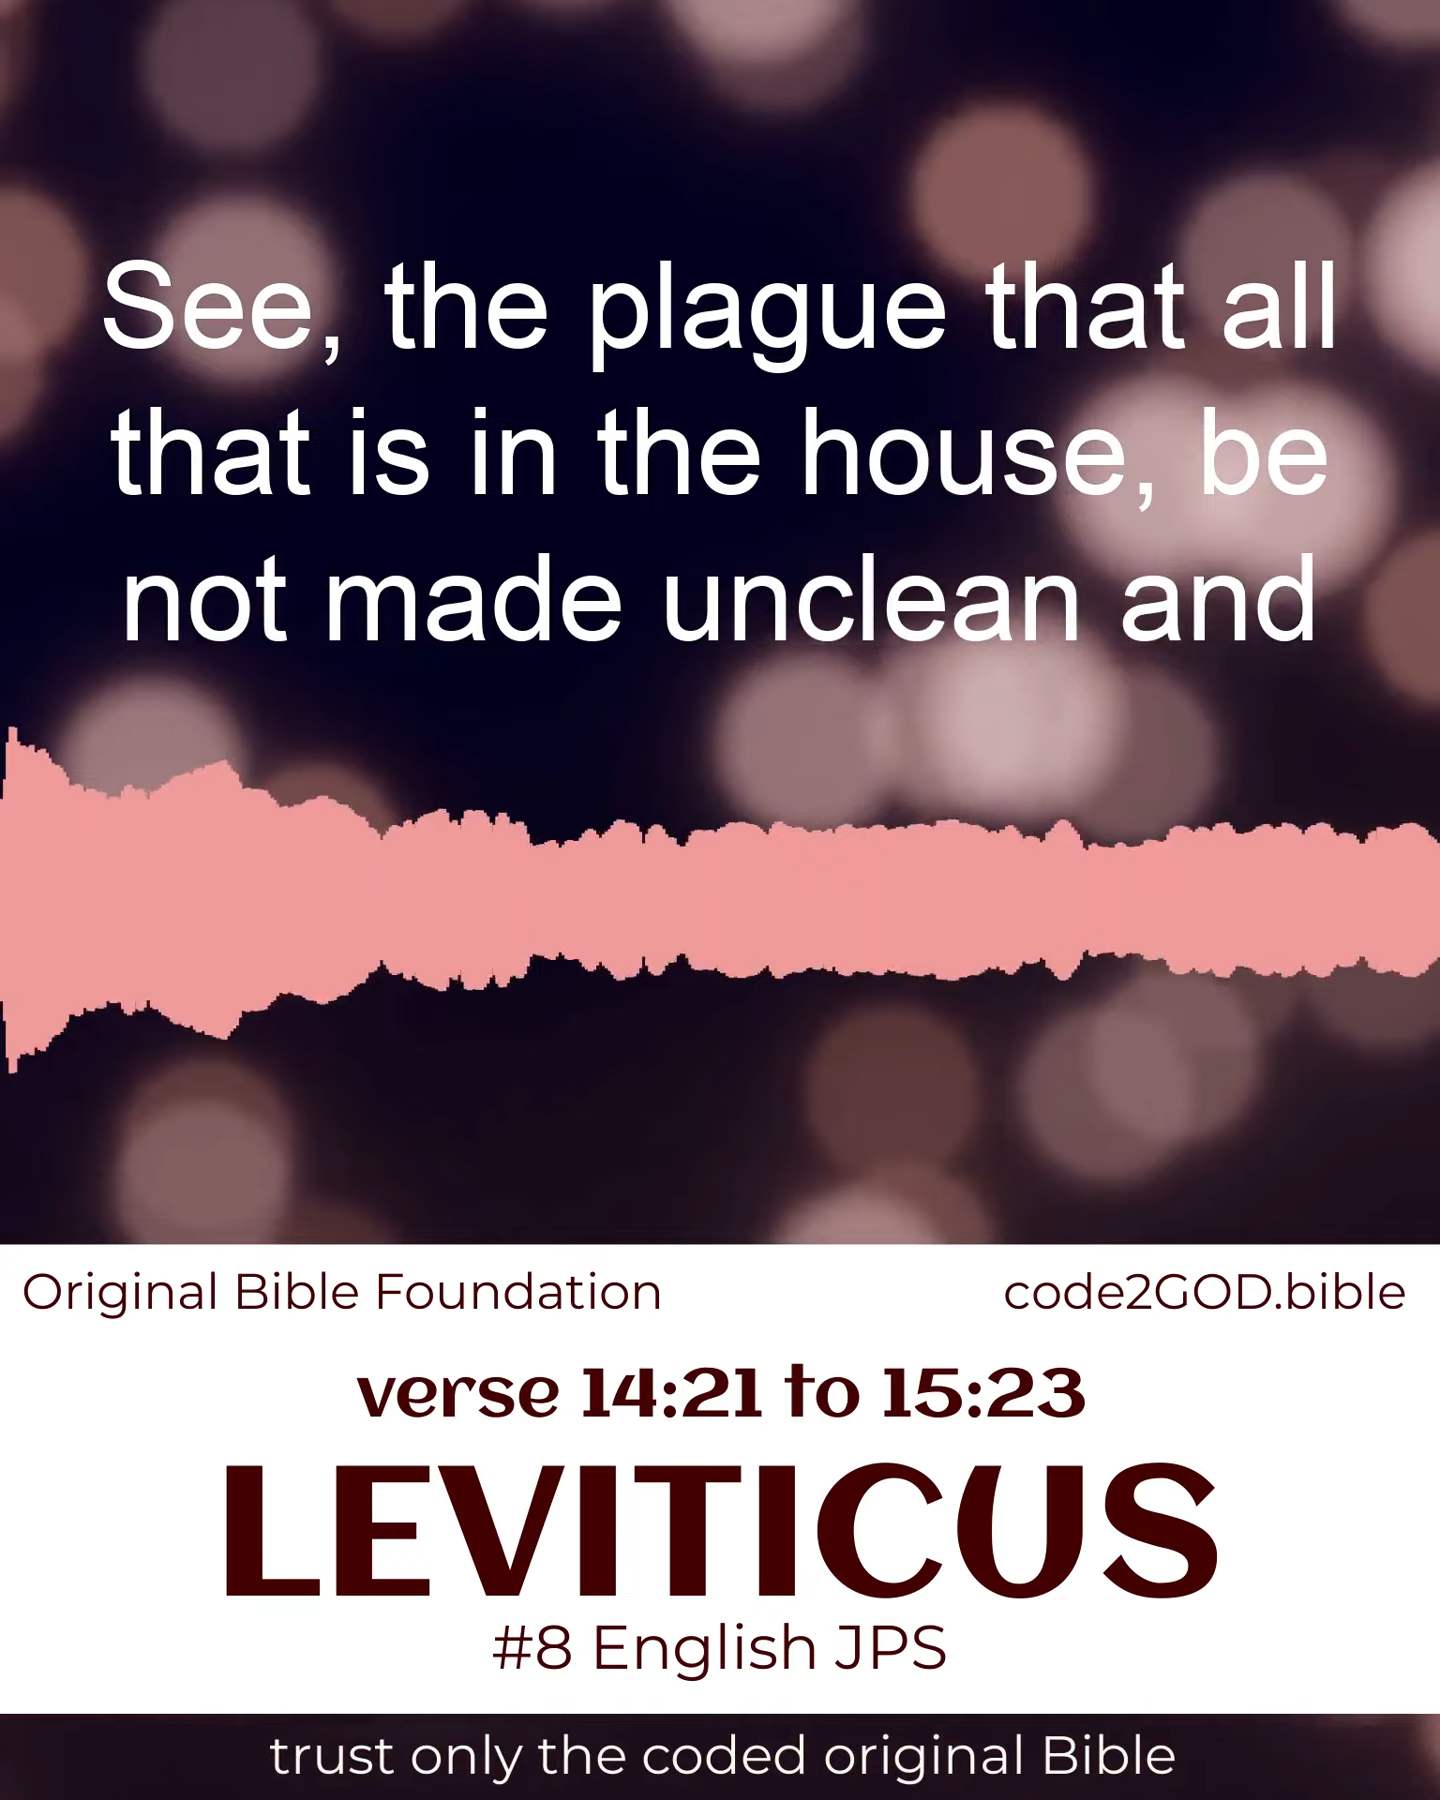 See, the plague that all
that is in the house, be
not made unclean and
Original Bible Foundation
code2GOD.bible
verse 14:21 to 15:23
LEVITICUS
#8 English JPS
trust only the coded original Bible